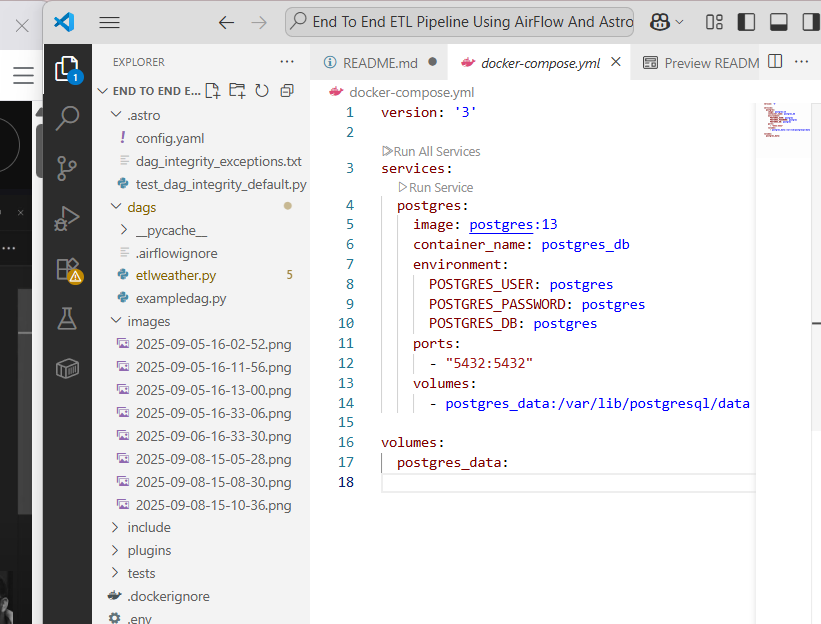 End To End ETL Pipeline Using AirFlow And Astro
EXPLORER
README.md
docker-compose.yml
Preview READM
END TO END E...
docker-compose.yml
.astro
config.yaml
dag_integrity_exceptions.txt
test_dag_integrity_default.py
dags
__pycache__
.airflowignore
etlweather.py 5
exampledag.py
images
2025-09-05-16-02-52.png
2025-09-05-16-11-56.png
2025-09-05-16-13-00.png
2025-09-05-16-33-06.png
2025-09-06-16-33-30.png
2025-09-08-15-05-28.png
2025-09-08-15-08-30.png
2025-09-08-15-10-36.png
include
plugins
tests
.dockerignore
.env
1
1 version: '3'
2
Run All Services
3 services:
Run Service
4 postgres:
5 image: postgres:13
6 container_name: postgres_db
7 environment:
8 POSTGRES_USER: postgres
9 POSTGRES_PASSWORD: postgres
10 POSTGRES_DB: postgres
11 ports:
12 - "5432:5432"
13 volumes:
14 - postgres_data:/var/lib/postgresql/data
15
16 volumes:
17 postgres_data:
18